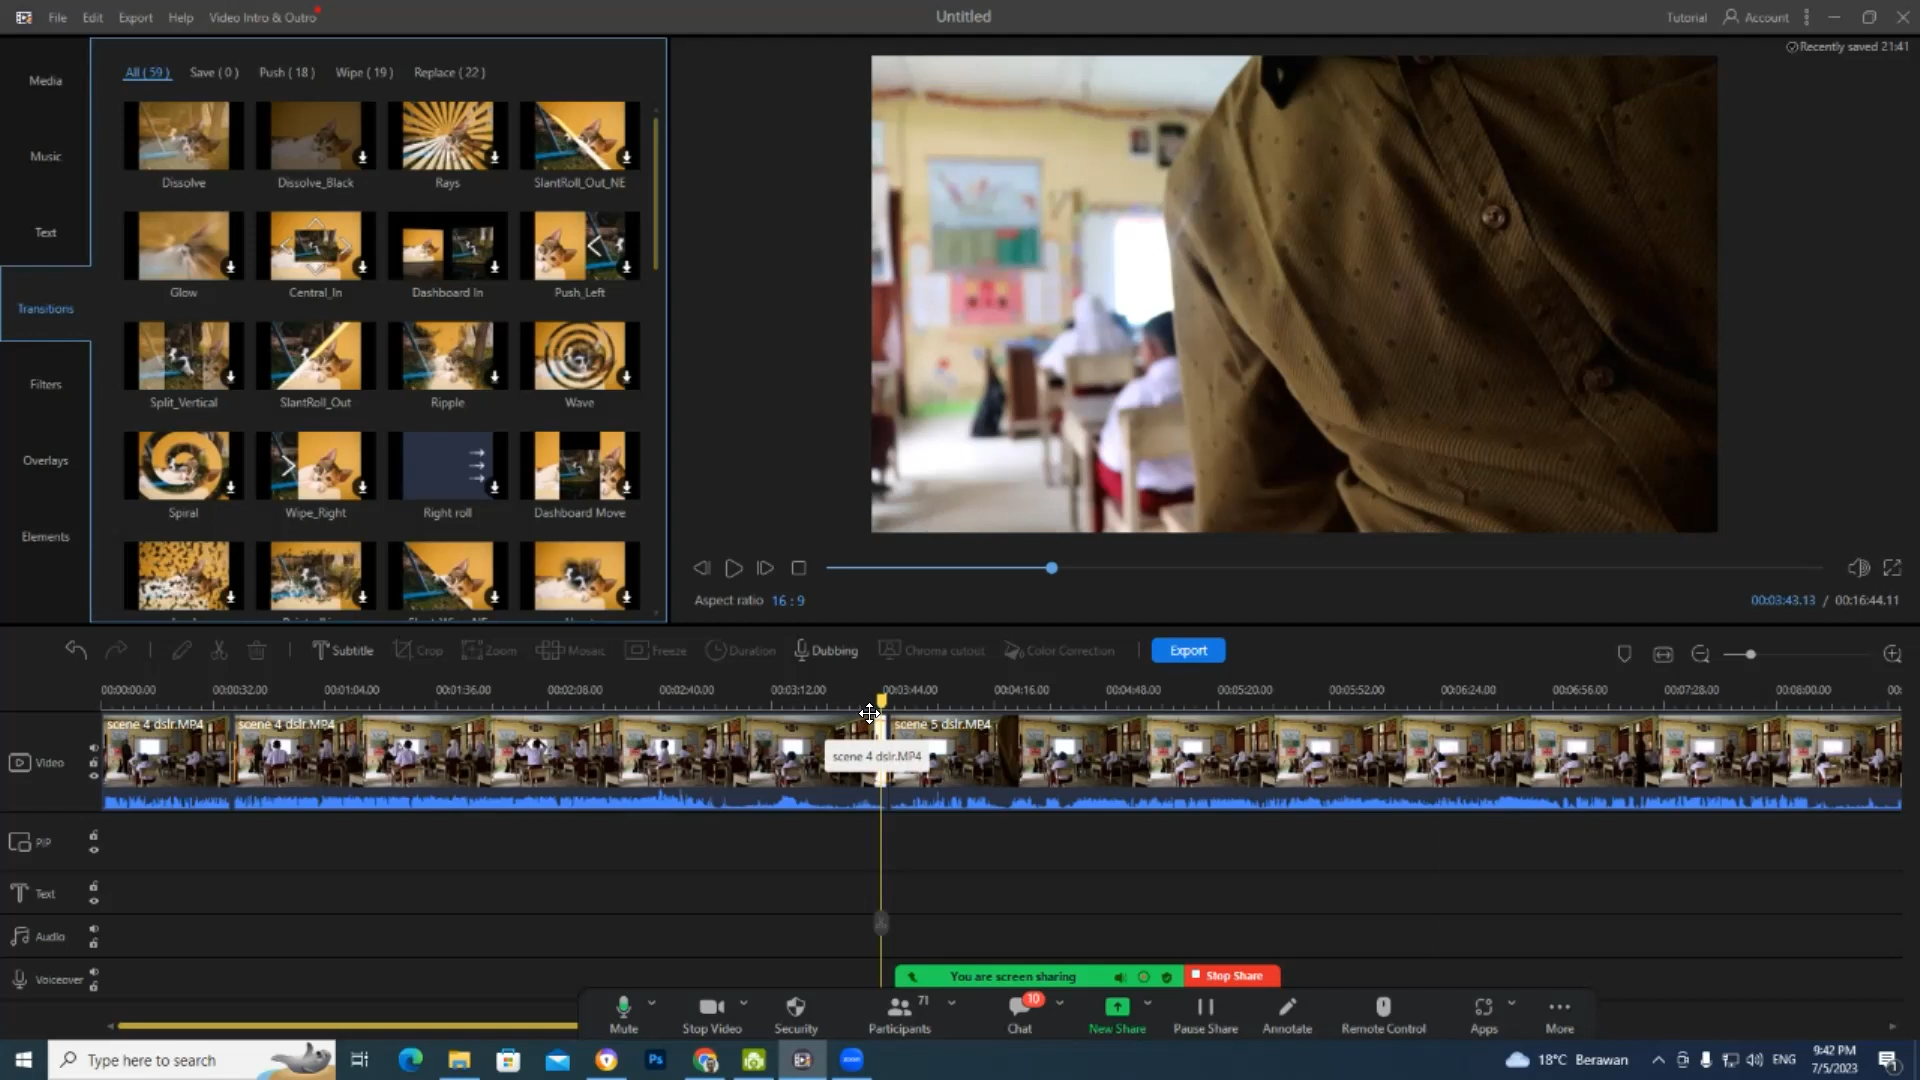 File Edit Export Help Video Intro & Outro Untitled Tutorial Account
Recently saved 21:41
Media
Music
Text
Transitions
Filters
Overlays
Elements
All ( 59 ) Save ( 0 ) Push ( 18 ) Wipe ( 19 ) Replace ( 22 )
Dissolve Dissolve_Black Rays SlantRoll_Out_NE
Glow Central_In Dashboard In Push_Left
Split_Vertical SlantRoll_Out Ripple Wave
Spiral Wipe_Right Right roll Dashboard Move
Aspect ratio 16 : 9 00:03:43.13 / 00:16:44.11
Subtitle Crop Zoom Mosaic Freeze Duration Dubbing Chroma cutout Color Correction Export
00:00:00.00 00:00:32.00 00:01:04.00 00:01:36.00 00:02:08.00 00:02:40.00 00:03:12.00 00:03:44.00 00:04:16.00 00:04:48.00 00:05:20.00 00:05:52.00 00:06:24.00 00:06:56.00 00:07:28.00 00:08:00.00 00:
scene 4 dslr.MP4 scene 4 dslr.MP4 scene 5 dslr.MP4
scene 4 dslr.MP4
Video
PIP
Text
Audio
Voiceover
You are screen sharing Stop Share
71 10
Mute Stop Video Security Participants Chat New Share Pause Share Annotate Remote Control Apps More
Type here to search Ps zoom 18°C Berawan ENG 9:42 PM
7/5/2023 1